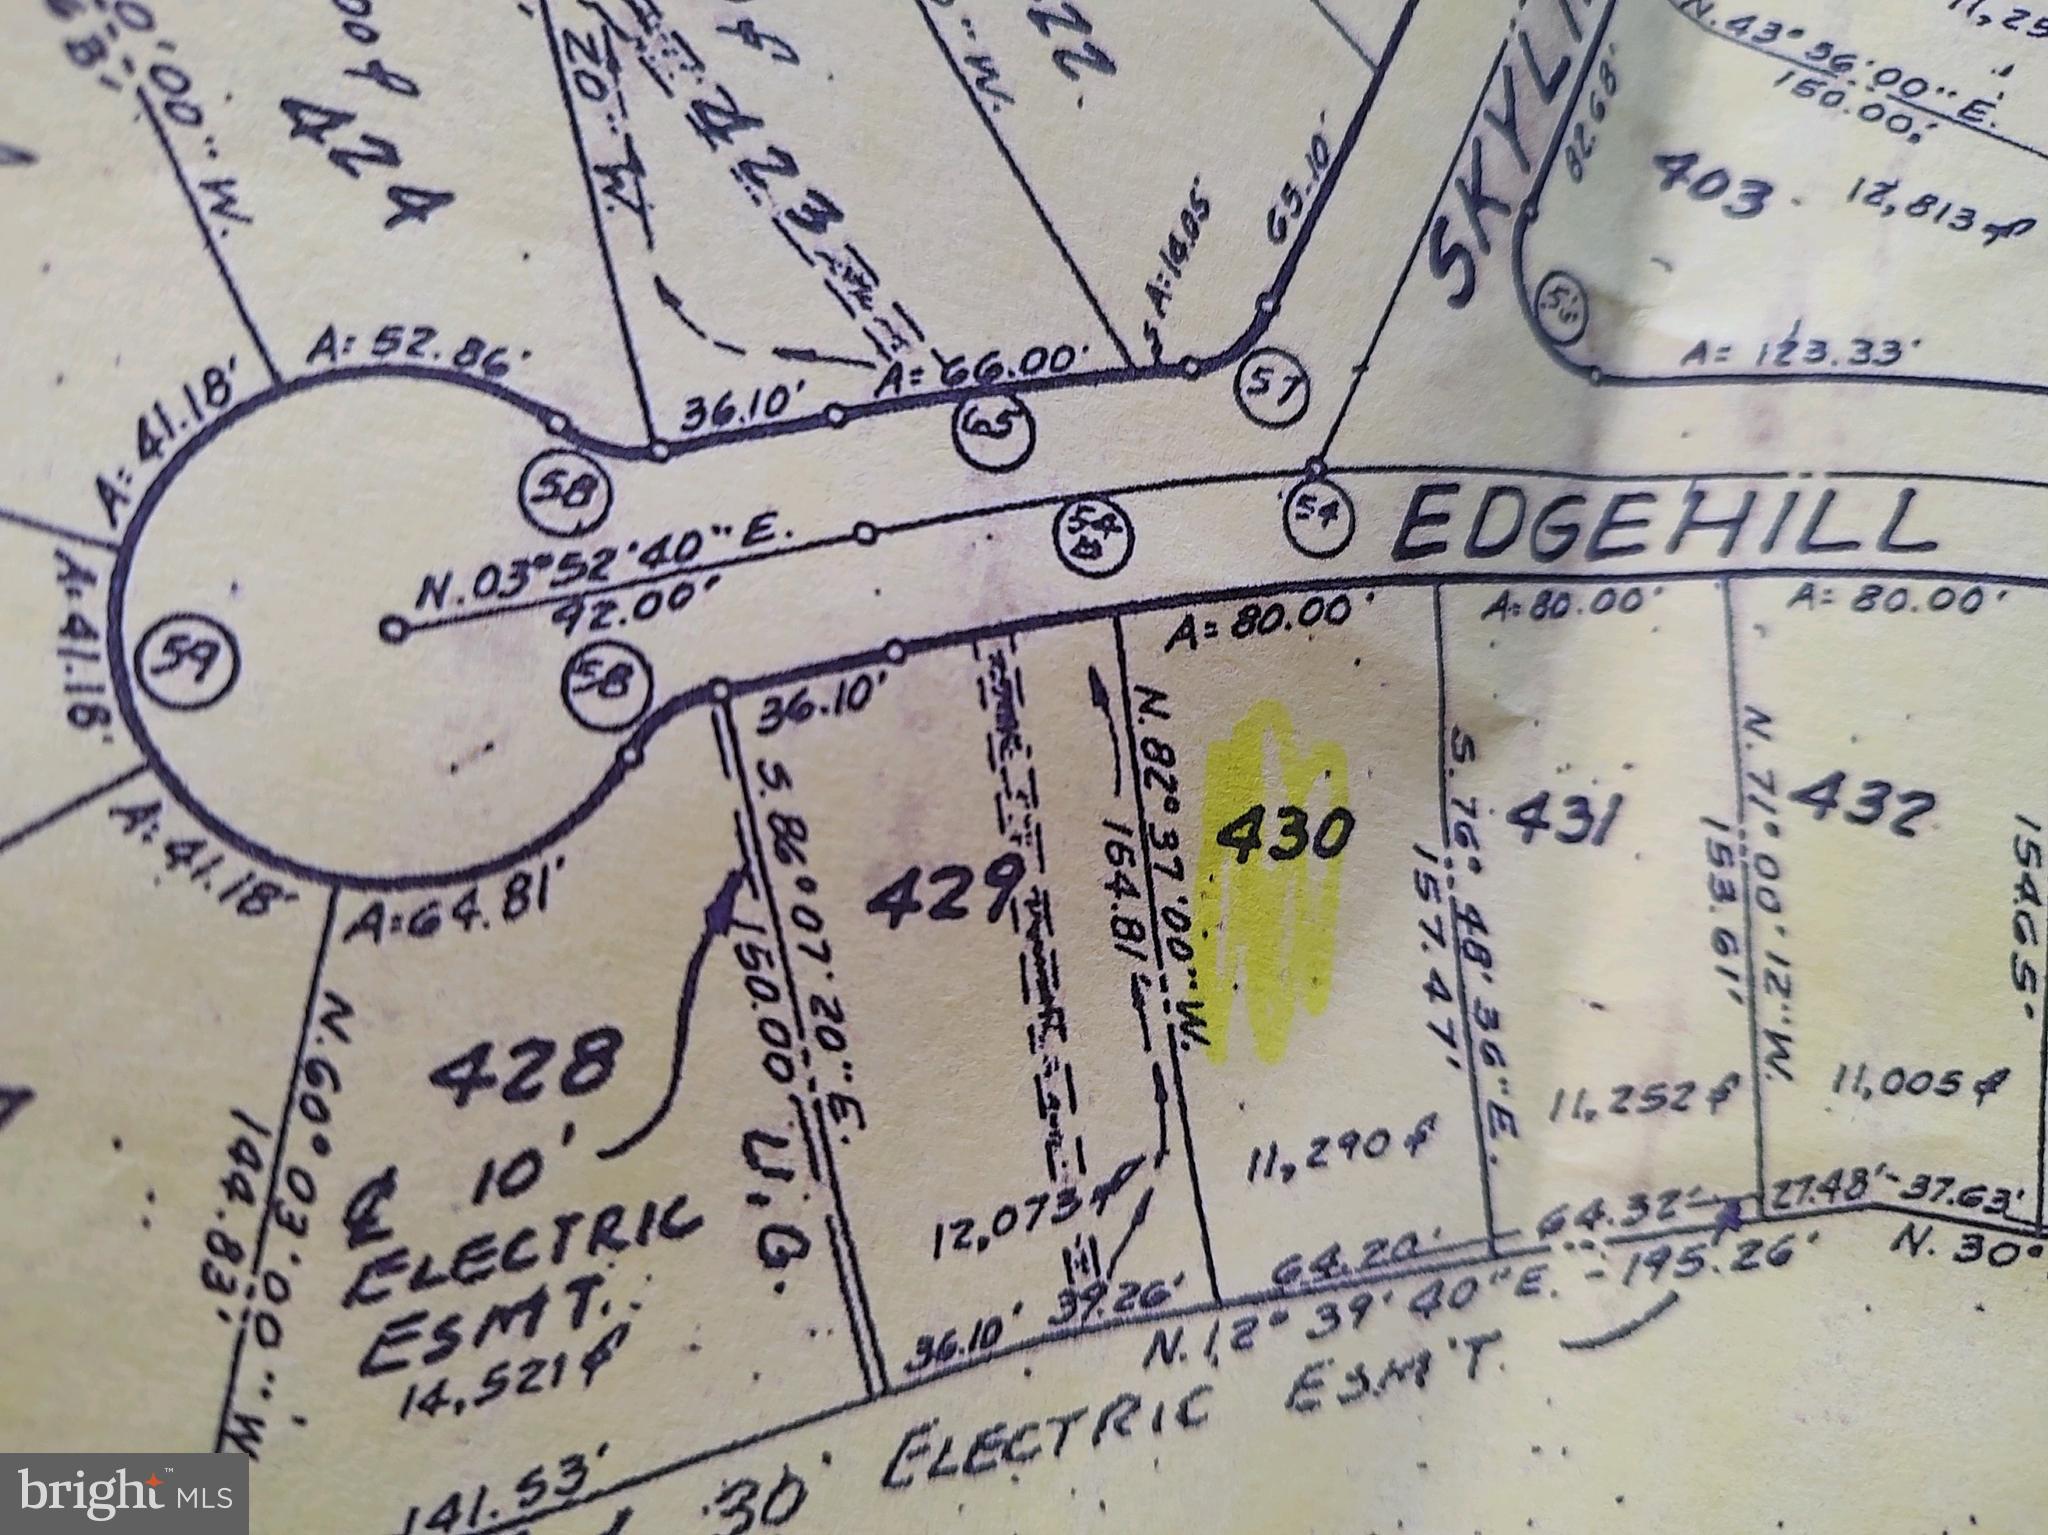 424
423
422
20" W.
00" W.
" W.
SKYLI
N. 43° 56' 00" E.
150.00'
82.68'
403
12,813
65.10'
A=14.85'
A= 52.86'
A= 41.18'
36.10'
A= 66.00'
A= 123.33'
58
65
57
54
EDGEHILL
N. 03° 52' 40" E.
92.00'
A= 41.18'
59
58
36.10'
A= 80.00'
A= 80.00'
A= 80.00'
A= 41.18'
A= 64.81'
S. 86° 07' 20" E.
150.00'
U.G.
429
N. 82° 37' 00" W.
164.81'
430
S. 76° 48' 36" E.
157.47'
431
N. 71° 00' 12" W.
153.61'
432
154.65'
N. 60° 03' 00" W
144.83'
428
℄ 10'
ELECTRIC
ESMT.
14,521
12,073
11,290
11,252
11,005
36.10'
39.26'
64.20'
64.32'
27.48'
37.63'
N. 12° 39' 40" E. - 195.26'
N. 30°
141.53'
30' ELECTRIC ESM'T.
bright™ MLS